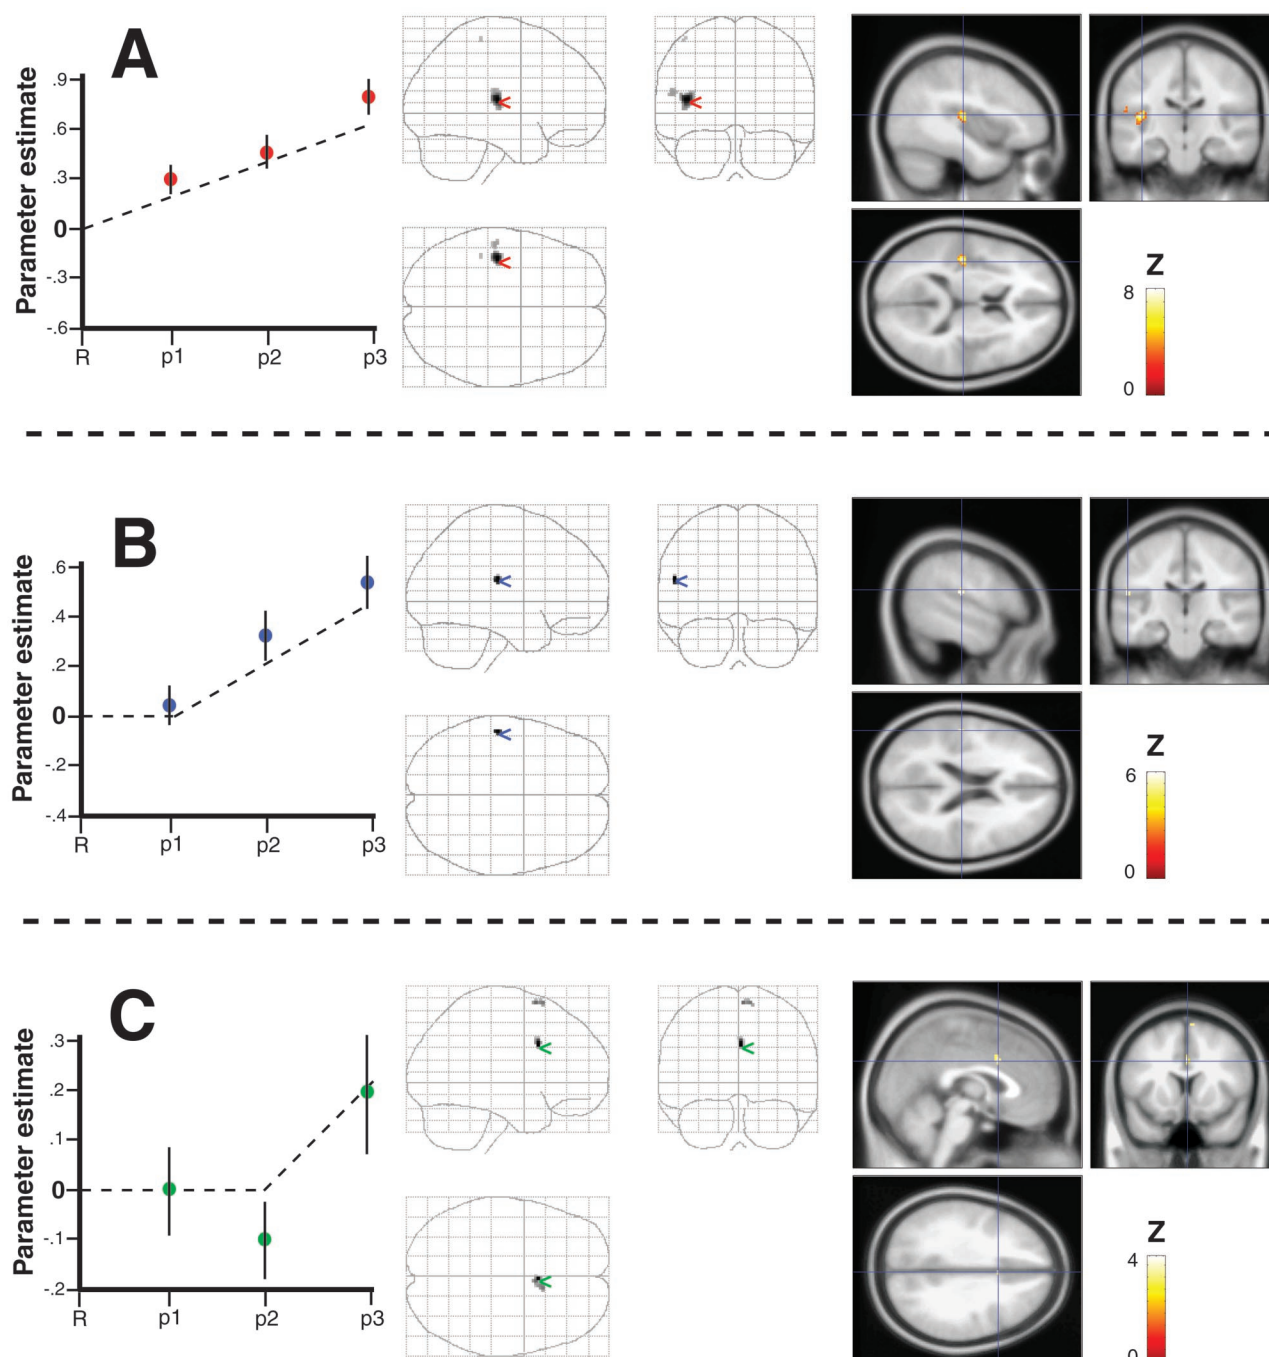 A
Parameter estimate
.9
.6
.3
0
-.3
-.6
R p1 p2 p3
Z
8
0
B
Parameter estimate
.6
.4
.2
0
-.2
-.4
R p1 p2 p3
Z
6
0
C
Parameter estimate
.3
.2
.1
0
-.1
-.2
R p1 p2 p3
Z
4
0